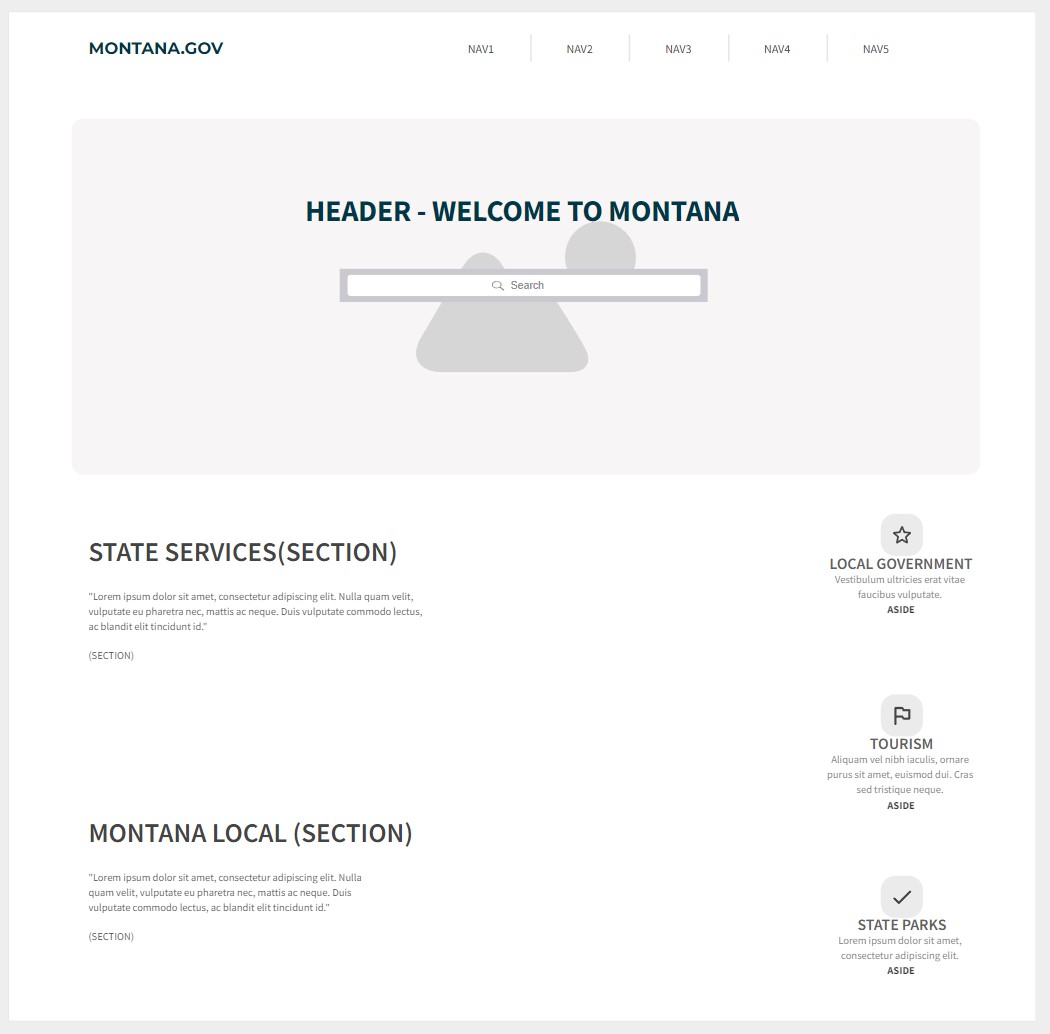 MONTANA.GOV
NAV1
NAV2
NAV3
NAV4
NAV5
HEADER - WELCOME TO MONTANA
Search
STATE SERVICES(SECTION)
"Lorem ipsum dolor sit amet, consectetur adipiscing elit. Nulla quam velit,
vulputate eu pharetra nec, mattis ac neque. Duis vulputate commodo lectus,
ac blandit elit tincidunt id."
(SECTION)
MONTANA LOCAL (SECTION)
"Lorem ipsum dolor sit amet, consectetur adipiscing elit. Nulla
quam velit, vulputate eu pharetra nec, mattis ac neque. Duis
vulputate commodo lectus, ac blandit elit tincidunt id."
(SECTION)
LOCAL GOVERNMENT
Vestibulum ultricies erat vitae
faucibus vulputate.
ASIDE
TOURISM
Aliquam vel nibh iaculis, ornare
purus sit amet, euismod dui. Cras
sed tristique neque.
ASIDE
STATE PARKS
Lorem ipsum dolor sit amet,
consectetur adipiscing elit.
ASIDE